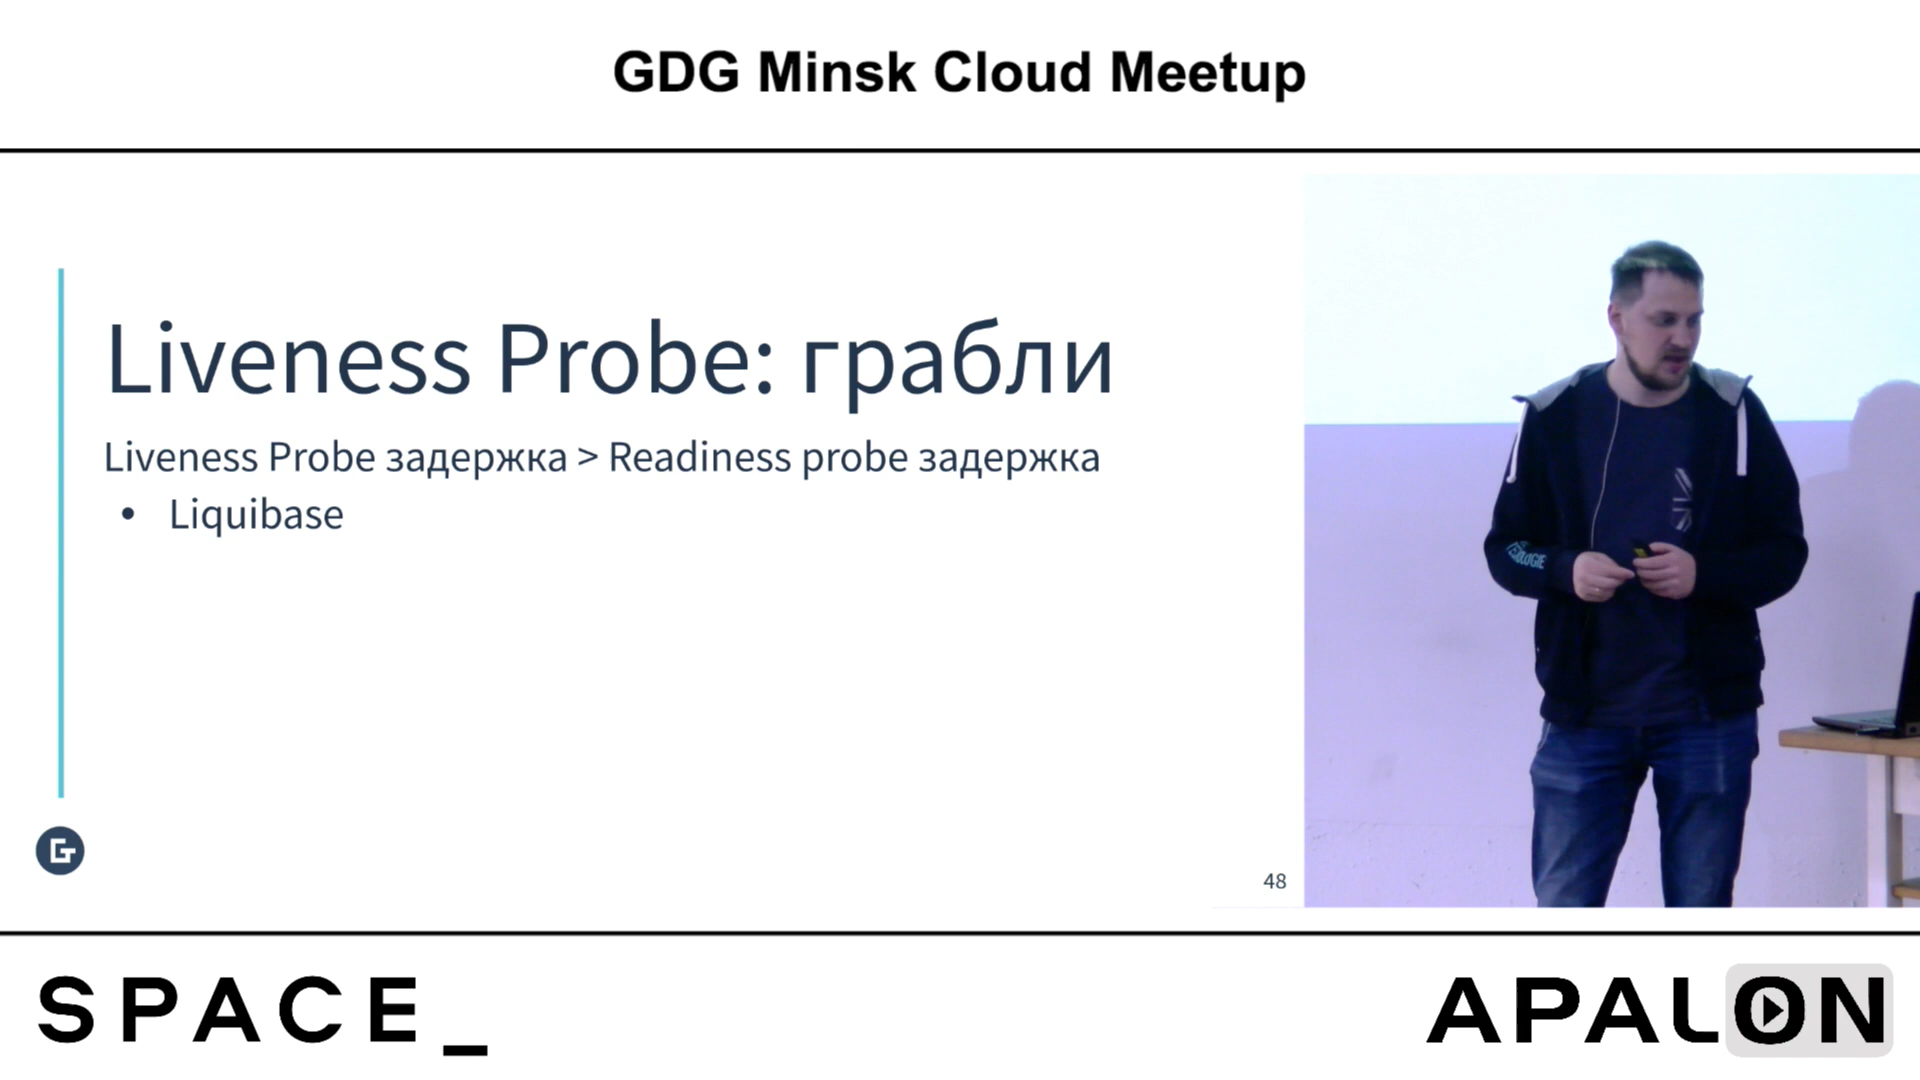 GDG Minsk Cloud Meetup
Liveness Probe: грабли
Liveness Probe задержка > Readiness probe задержка
• Liquibase
48
SPACE_
APALON